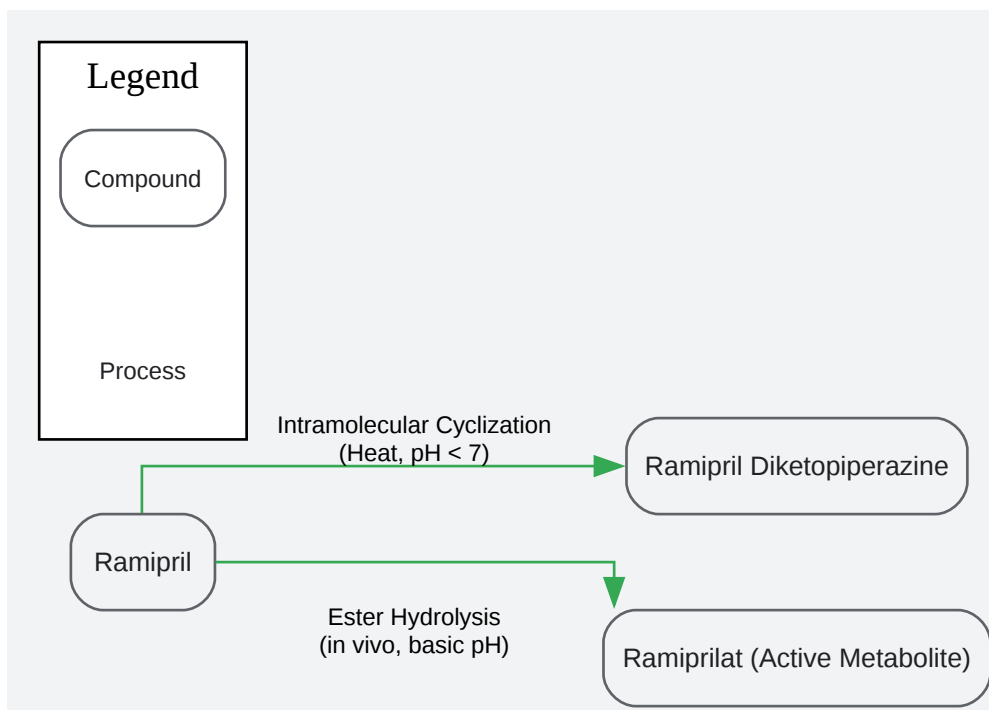 Legend
Compound
Process
Intramolecular Cyclization
(Heat, pH < 7)
Ramipril Diketopiperazine
Ramipril
Ester Hydrolysis
(in vivo, basic pH)
Ramiprilat (Active Metabolite)